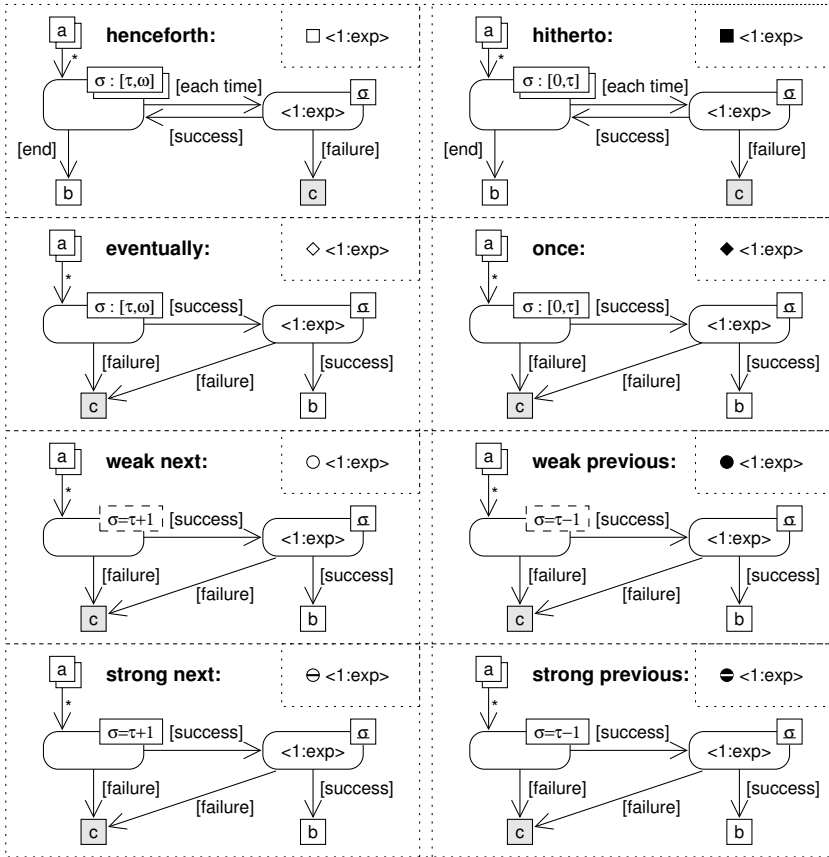 a henceforth: □ <1:exp>
*
σ : [τ,ω] [each time] σ
<1:exp>
[success]
[end] [failure]
b c
a hitherto: ■ <1:exp>
*
σ : [0,τ] [each time] σ
<1:exp>
[success]
[end] [failure]
b c
a eventually: ◇ <1:exp>
*
σ : [τ,ω] [success] σ
<1:exp>
[failure] [success]
[failure]
c b
a once: ◆ <1:exp>
*
σ : [0,τ] [success] σ
<1:exp>
[failure] [success]
[failure]
c b
a weak next: ○ <1:exp>
*
σ=τ+1 [success] σ
<1:exp>
[failure] [success]
[failure]
c b
a weak previous: ● <1:exp>
*
σ=τ−1 [success] σ
<1:exp>
[failure] [success]
[failure]
c b
a strong next: ⊖ <1:exp>
*
σ=τ+1 [success] σ
<1:exp>
[failure] [success]
[failure]
c b
a strong previous: ⛔ <1:exp>
*
σ=τ−1 [success] σ
<1:exp>
[failure] [success]
[failure]
c b